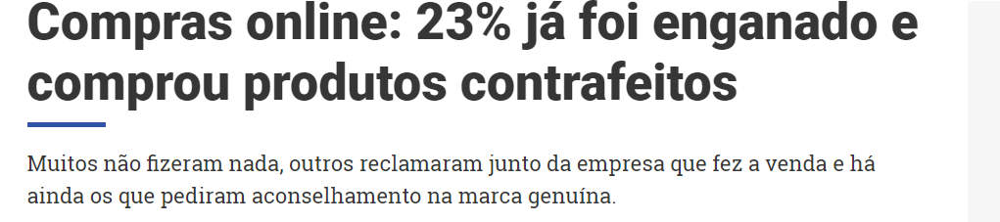 Compras online: 23% já foi enganado e
comprou produtos contrafeitos
Muitos não fizeram nada, outros reclamaram junto da empresa que fez a venda e há
ainda os que pediram aconselhamento na marca genuína.